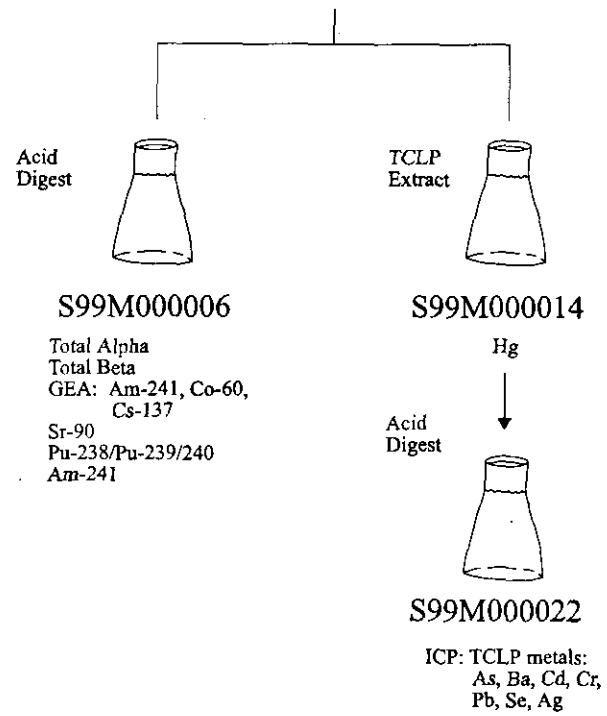 Acid
Digest
S99M000006
Total Alpha
Total Beta
GEA: Am-241, Co-60,
Cs-137
Sr-90
Pu-238/Pu-239/240
Am-241
TCLP
Extract
S99M000014
Hg
Acid
Digest
S99M000022
ICP: TCLP metals:
As, Ba, Cd, Cr,
Pb, Se, Ag